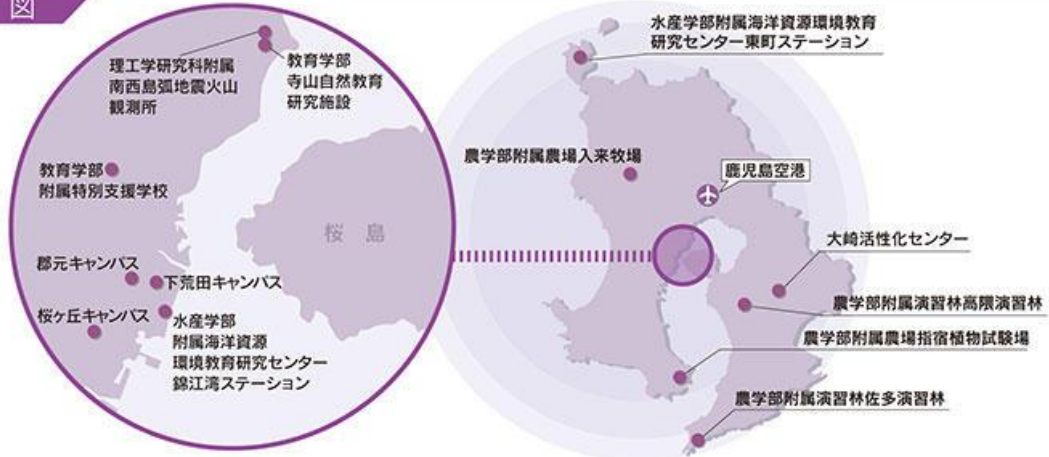 図
理工学研究科附属
南西島弧地震火山
観測所
教育学部
寺山自然教育
研究施設
教育学部
附属特別支援学校
桜 島
郡元キャンパス
下荒田キャンパス
桜ヶ丘キャンパス
水産学部
附属海洋資源
環境教育研究センター
錦江湾ステーション
水産学部附属海洋資源環境教育
研究センター東町ステーション
農学部附属農場入来牧場
鹿児島空港
大崎活性化センター
農学部附属演習林高隈演習林
農学部附属農場指宿植物試験場
農学部附属演習林佐多演習林